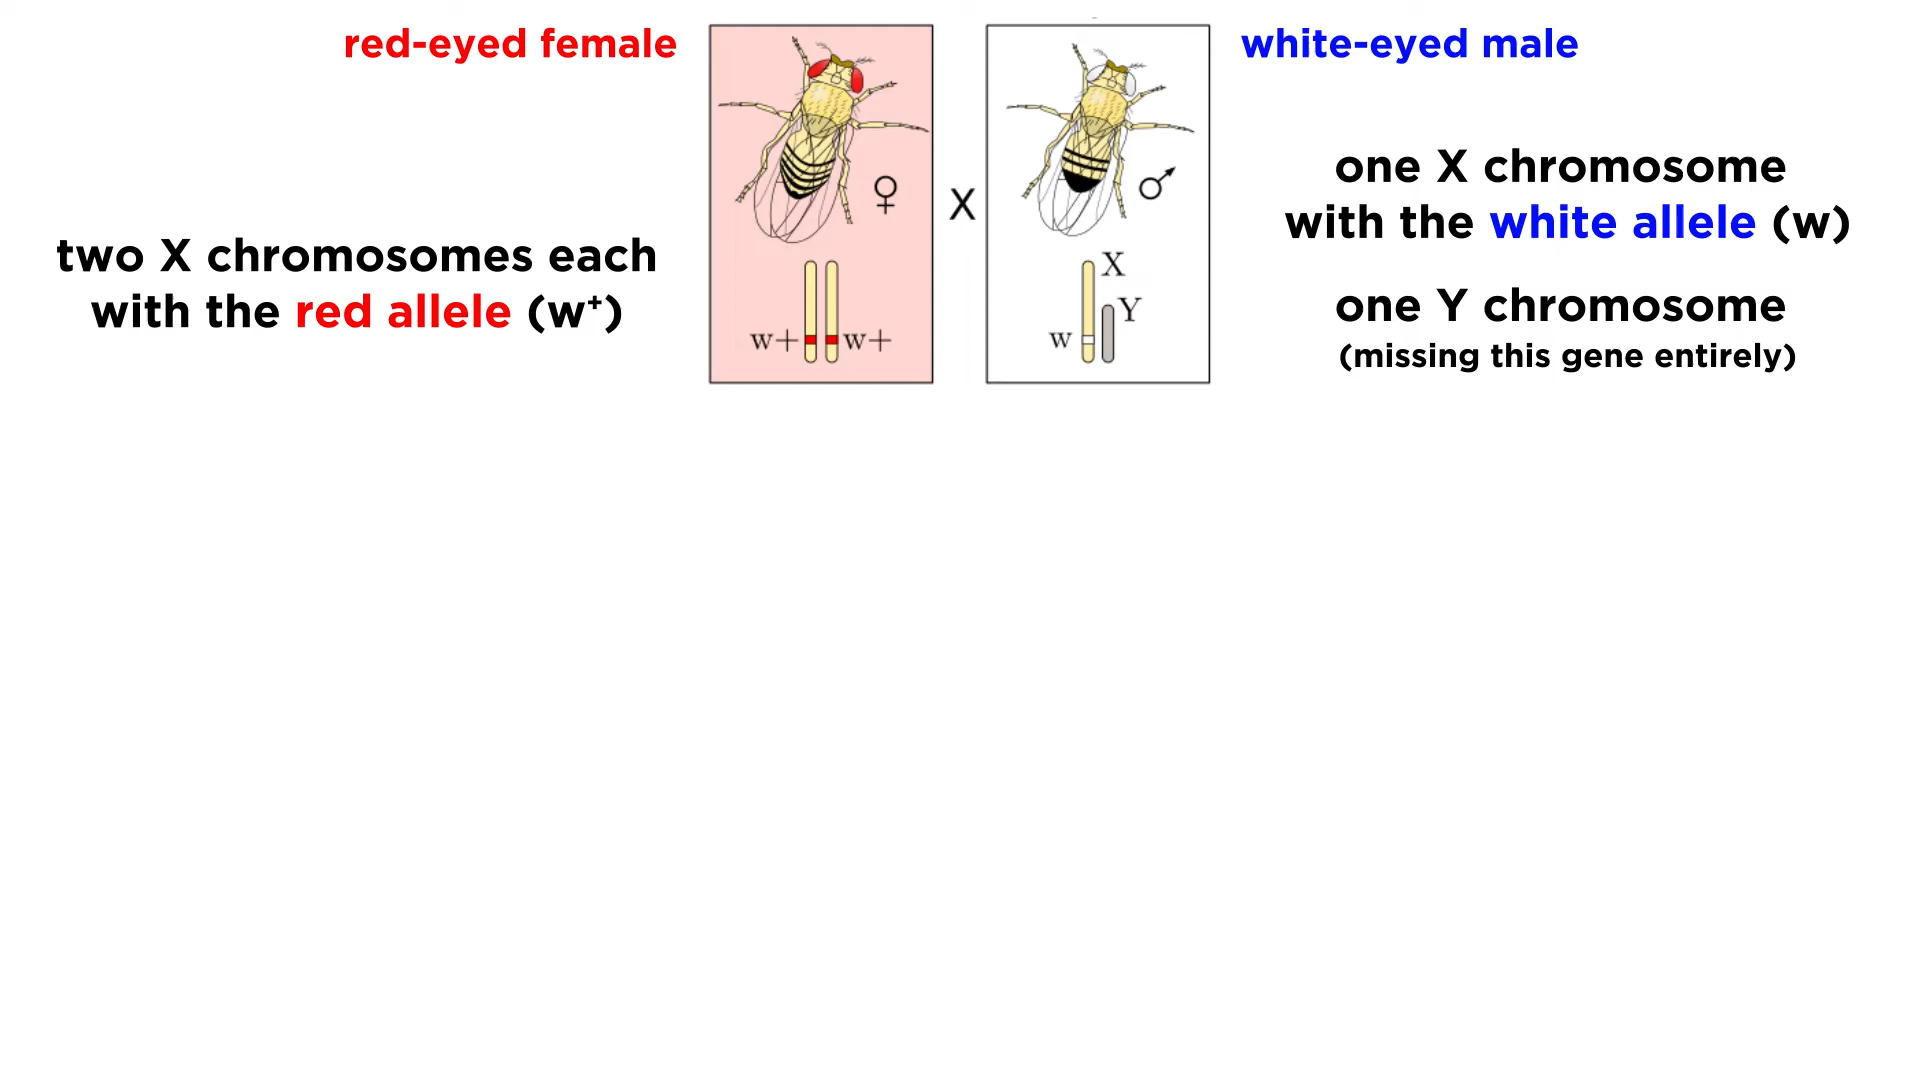 red-eyed female
white-eyed male
two X chromosomes each
with the red allele (w⁺)
♀
X
♂
w+ w+
X
Y
w
one X chromosome
with the white allele (w)
one Y chromosome
(missing this gene entirely)